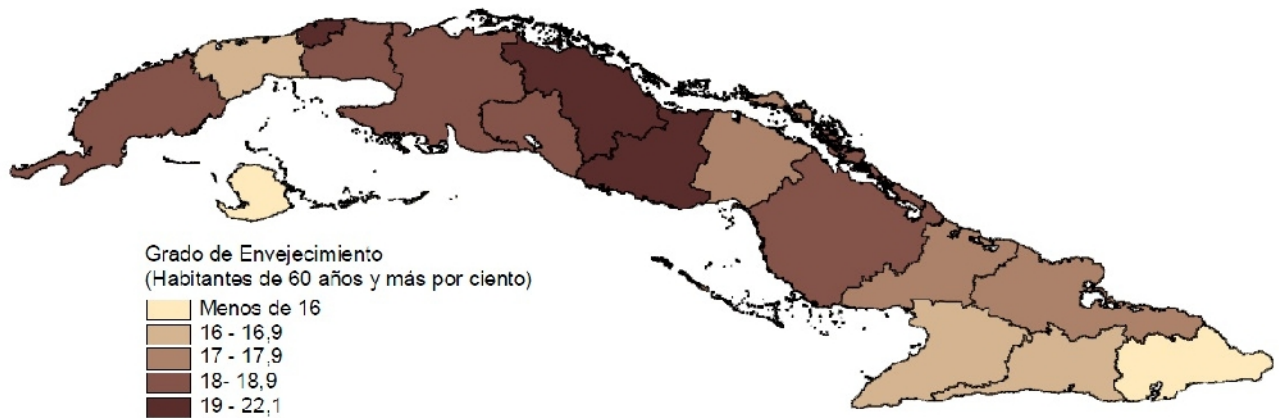 Grado de Envejecimiento
(Habitantes de 60 años y más por ciento)
Menos de 16
16 - 16,9
17 - 17,9
18- 18,9
19 - 22,1